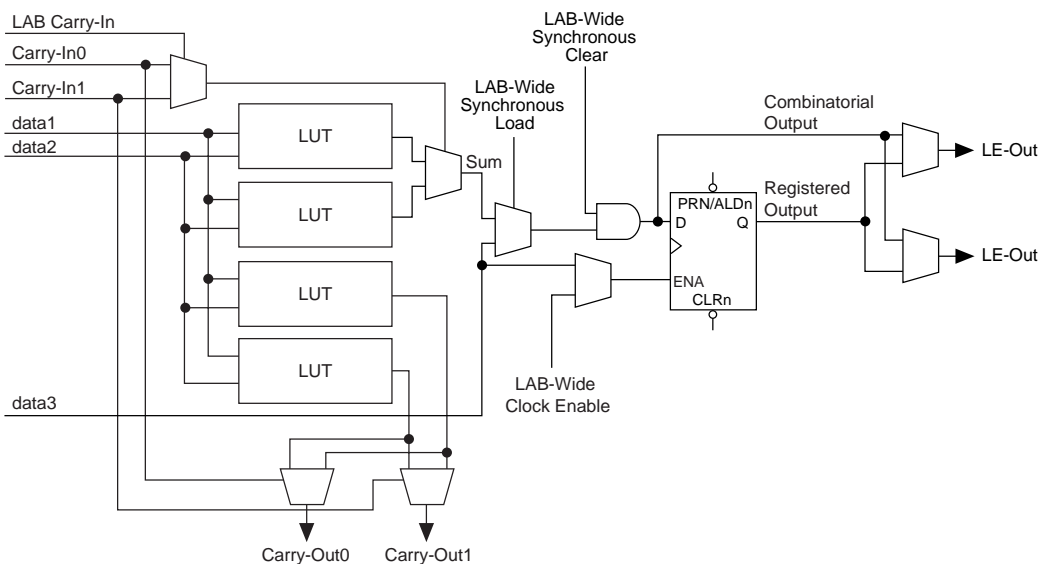 LAB Carry-In
Carry-In0
Carry-In1
data1
data2
data3
LUT
LUT
LUT
LUT
Sum
LAB-Wide
Synchronous
Load
LAB-Wide
Synchronous
Clear
LAB-Wide
Clock Enable
PRN/ALDn
D
Q
ENA
CLRn
Combinatorial
Output
Registered
Output
LE-Out
LE-Out
Carry-Out0
Carry-Out1